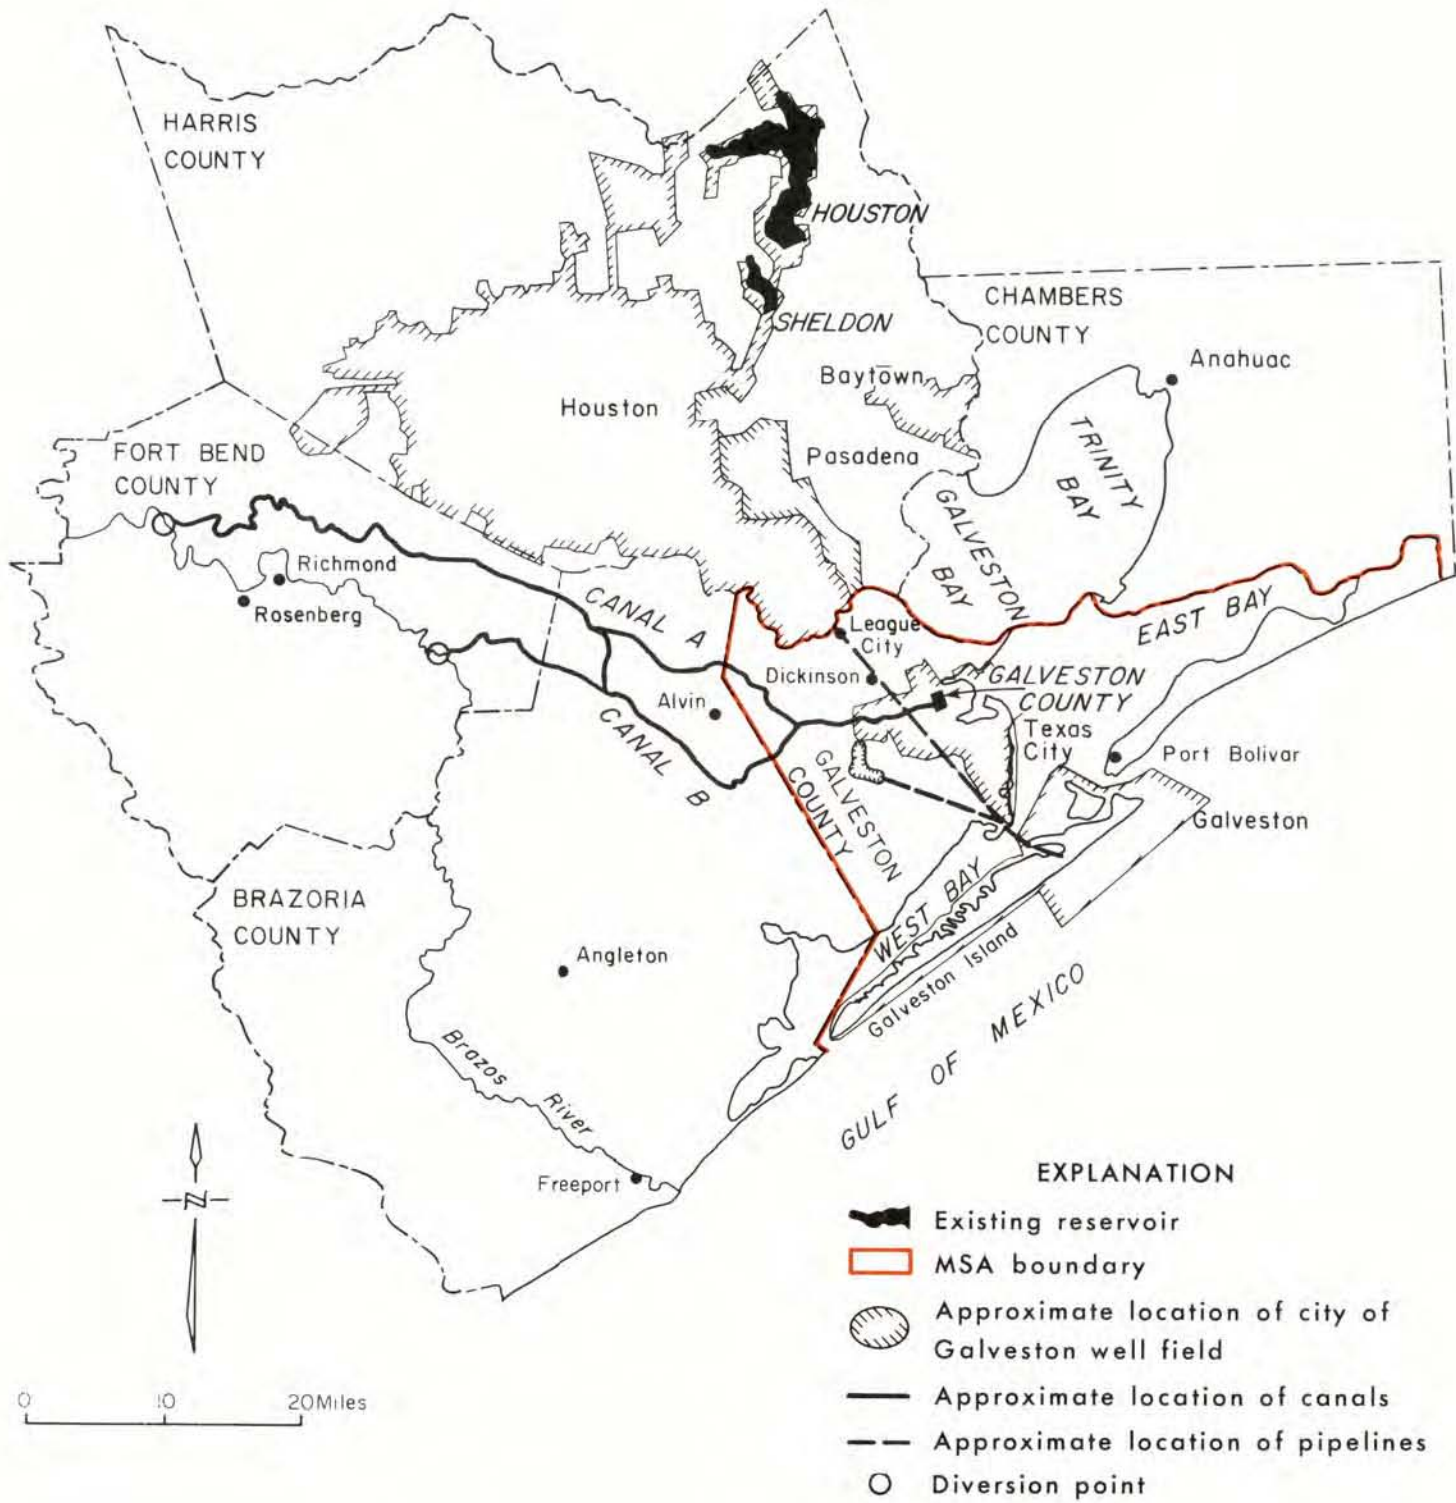 HARRIS
COUNTY
HOUSTON
CHAMBERS
COUNTY
SHELDON
Anahuac
Baytown
Houston
TRINITY
BAY
FORT BEND
COUNTY
Pasadena
GALVESTON
BAY
Richmond
Rosenberg
CANAL A
EAST BAY
League
City
Dickinson
GALVESTON
COUNTY
Alvin
CANAL B
Texas
City
Port Bolivar
GALVESTON
COUNTY
Galveston
BRAZORIA
COUNTY
WEST BAY
Angleton
Galveston Island
GULF OF MEXICO
Brazos
River
Freeport
N
EXPLANATION
Existing reservoir
MSA boundary
Approximate location of city of
Galveston well field
Approximate location of canals
Approximate location of pipelines
Diversion point
0 10 20 Miles